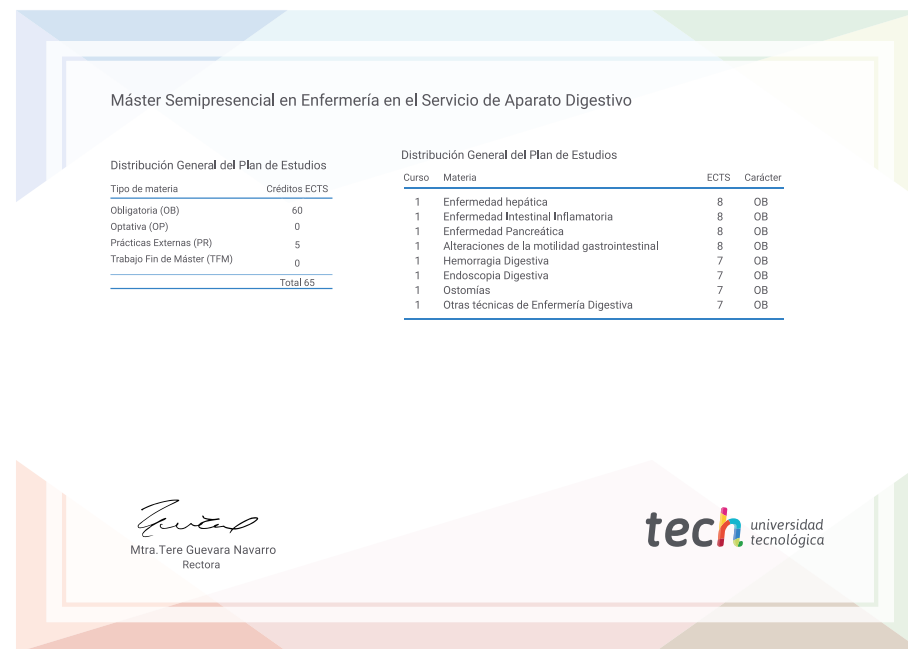 Máster Semipresencial en Enfermería en el Servicio de Aparato Digestivo
Distribución General del Plan de Estudios
Tipo de materia Créditos ECTS
Obligatoria (OB) 60
Optativa (OP) 0
Prácticas Externas (PR) 5
Trabajo Fin de Máster (TFM) 0
Total 65
Distribución General del Plan de Estudios
Curso Materia ECTS Carácter
1 Enfermedad hepática 8 OB
1 Enfermedad Intestinal Inflamatoria 8 OB
1 Enfermedad Pancreática 8 OB
1 Alteraciones de la motilidad gastrointestinal 8 OB
1 Hemorragia Digestiva 7 OB
1 Endoscopia Digestiva 7 OB
1 Ostomías 7 OB
1 Otras técnicas de Enfermería Digestiva 7 OB
Mtra.Tere Guevara Navarro
Rectora
tech universidad
tecnológica